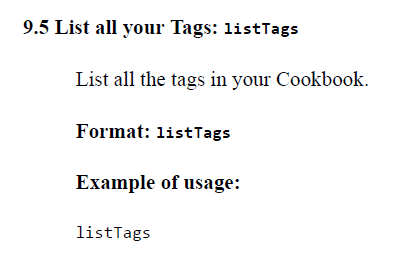 9.5 List all your Tags: listTags
List all the tags in your Cookbook.
Format: listTags
Example of usage:
listTags